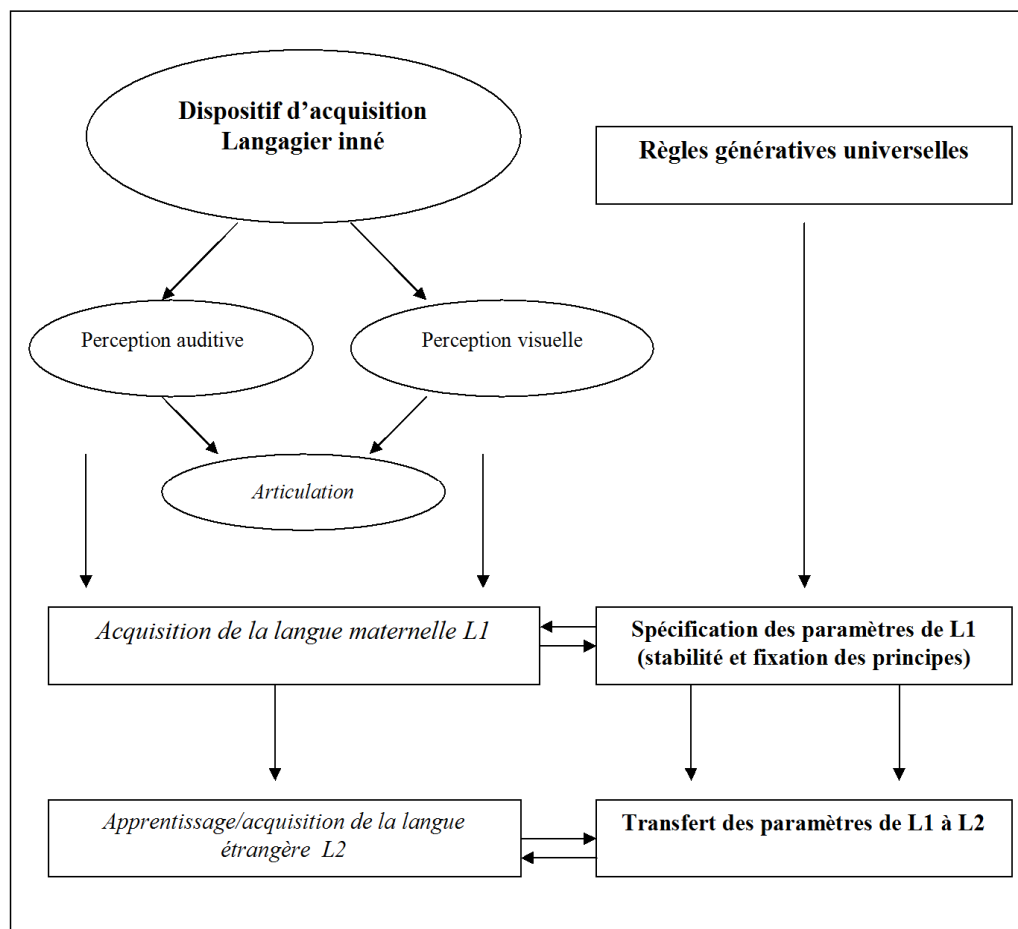 Dispositif d’acquisition
Langagier inné
Règles génératives universelles
Perception auditive
Perception visuelle
Articulation
Acquisition de la langue maternelle L1
Spécification des paramètres de L1
(stabilité et fixation des principes)
Apprentissage/acquisition de la langue
étrangère L2
Transfert des paramètres de L1 à L2